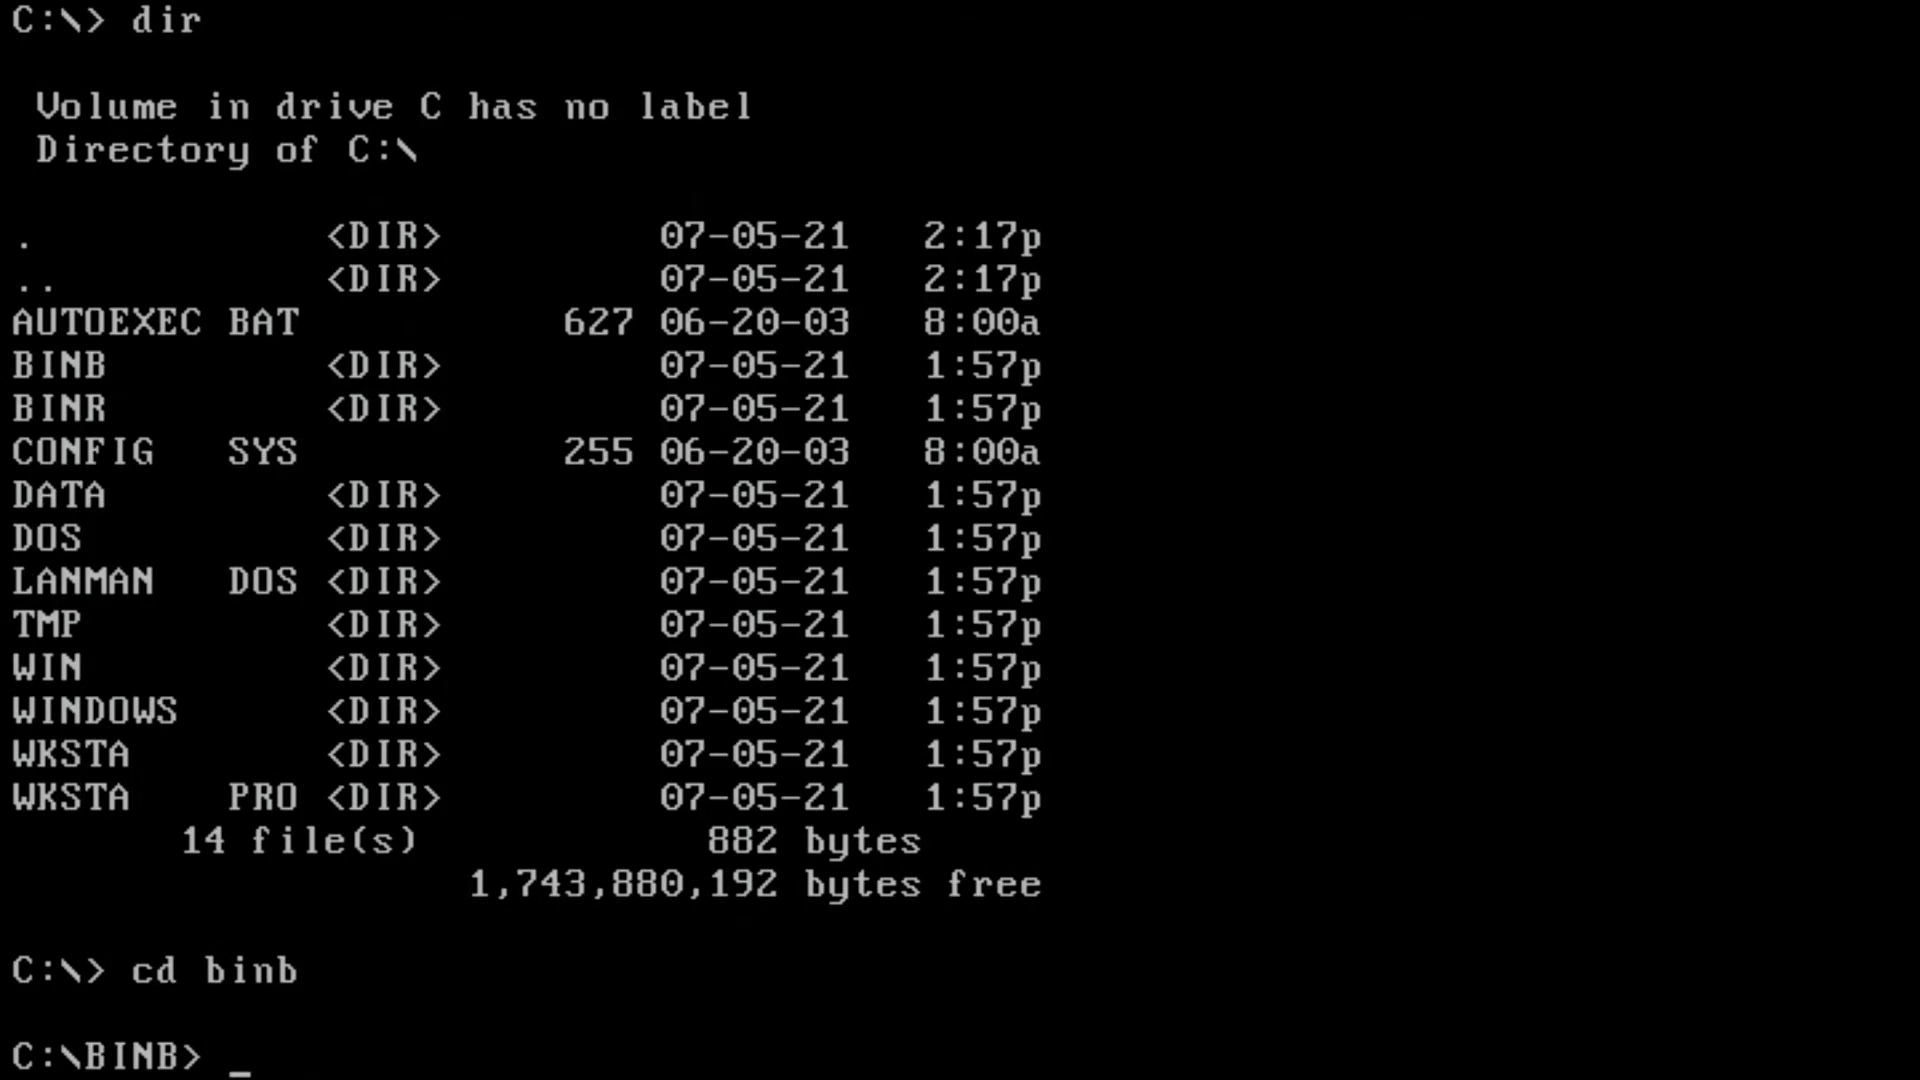 C:\> dir
Volume in drive C has no label
Directory of C:\
. <DIR> 07-05-21 2:17p
.. <DIR> 07-05-21 2:17p
AUTOEXEC BAT 627 06-20-03 8:00a
BINB <DIR> 07-05-21 1:57p
BINR <DIR> 07-05-21 1:57p
CONFIG SYS 255 06-20-03 8:00a
DATA <DIR> 07-05-21 1:57p
DOS <DIR> 07-05-21 1:57p
LANMAN DOS <DIR> 07-05-21 1:57p
TMP <DIR> 07-05-21 1:57p
WIN <DIR> 07-05-21 1:57p
WINDOWS <DIR> 07-05-21 1:57p
WKSTA <DIR> 07-05-21 1:57p
WKSTA PRO <DIR> 07-05-21 1:57p
14 file(s) 882 bytes
1,743,880,192 bytes free
C:\> cd binb
C:\BINB> _